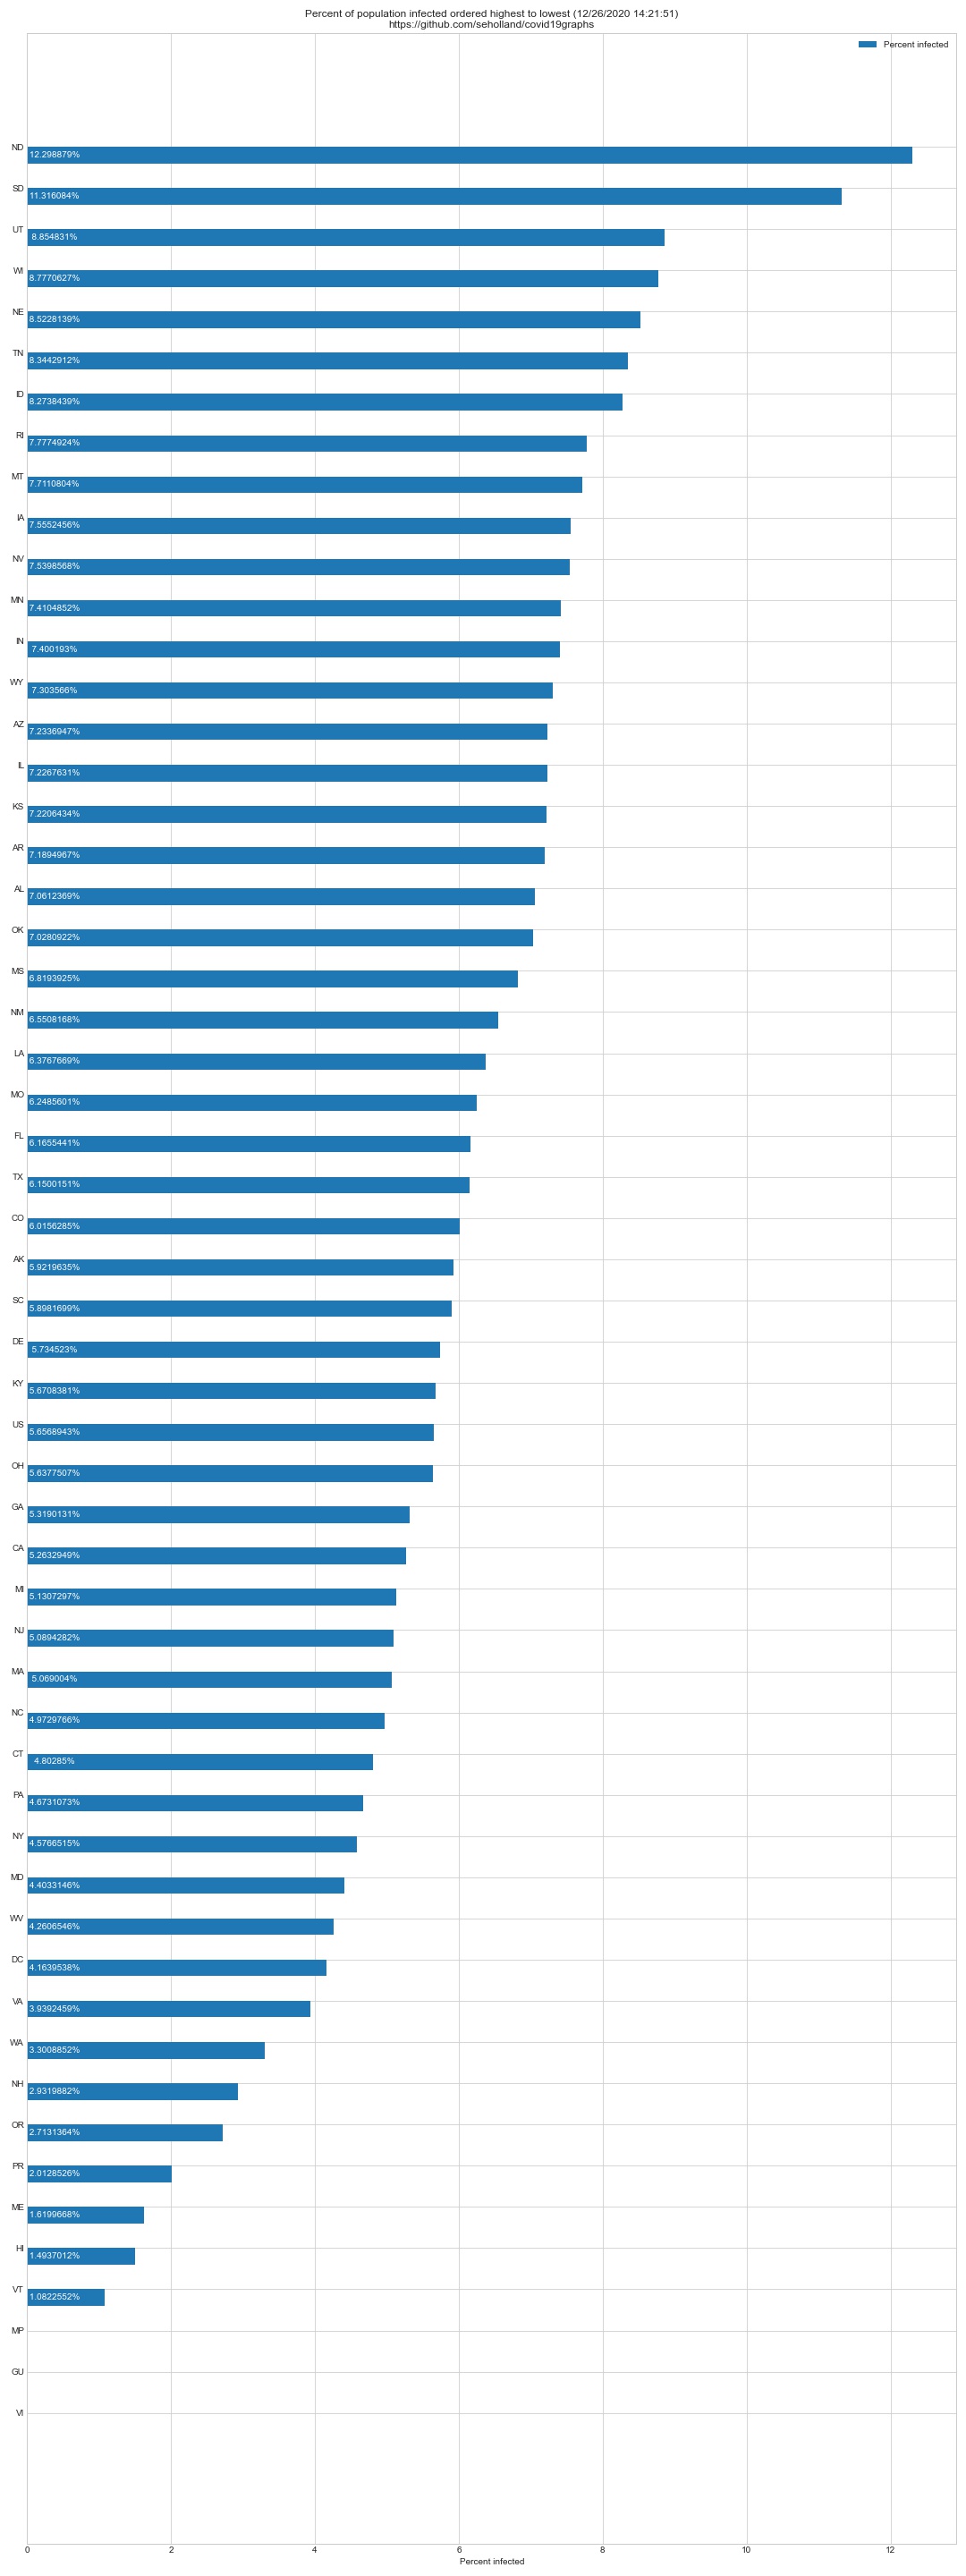 Percent of population infected ordered highest to lowest (12/26/2020 14:21:51)
https://github.com/seholland/covid19graphs
Percent infected
ND 12.298879%
SD 11.316084%
UT 8.854831%
WI 8.7770627%
NE 8.5228139%
TN 8.3442912%
ID 8.2738439%
RI 7.7774924%
MT 7.7110804%
IA 7.5552456%
NV 7.5398568%
MN 7.4104852%
IN 7.400193%
WY 7.303566%
AZ 7.2336947%
IL 7.2267631%
KS 7.2206434%
AR 7.1894967%
AL 7.0612369%
OK 7.0280922%
MS 6.8193925%
NM 6.5508168%
LA 6.3767669%
MO 6.2485601%
FL 6.1655441%
TX 6.1500151%
CO 6.0156285%
AK 5.9219635%
SC 5.8981699%
DE 5.734523%
KY 5.6708381%
US 5.6568943%
OH 5.6377507%
GA 5.3190131%
CA 5.2632949%
MI 5.1307297%
NJ 5.0894282%
MA 5.069004%
NC 4.9729766%
CT 4.80285%
PA 4.6731073%
NY 4.5766515%
MD 4.4033146%
WV 4.2606546%
DC 4.1639538%
VA 3.9392459%
WA 3.3008852%
NH 2.9319882%
OR 2.7131364%
PR 2.0128526%
ME 1.6199668%
HI 1.4937012%
VT 1.0822552%
MP
GU
VI
0 2 4 6 8 10 12
Percent infected